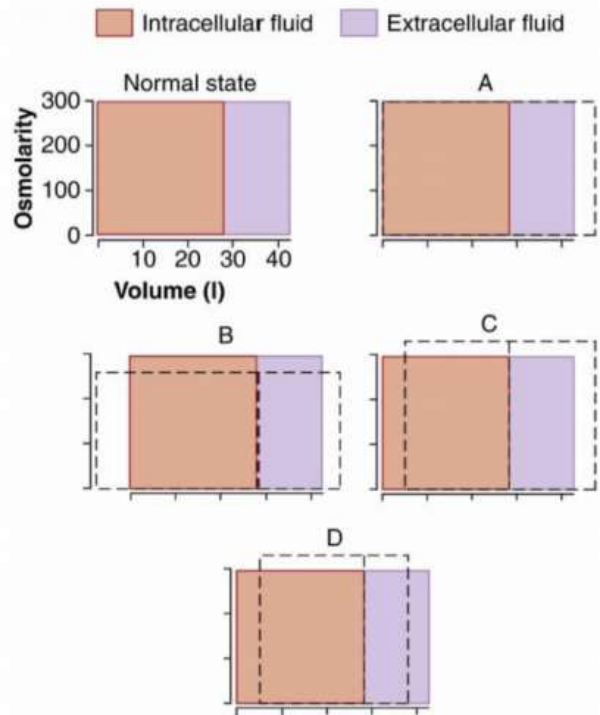 Intracellular fluid
Extracellular fluid
Normal state
A
Osmolarity
300
200
100
0
10 20 30 40
Volume (l)
B
C
D